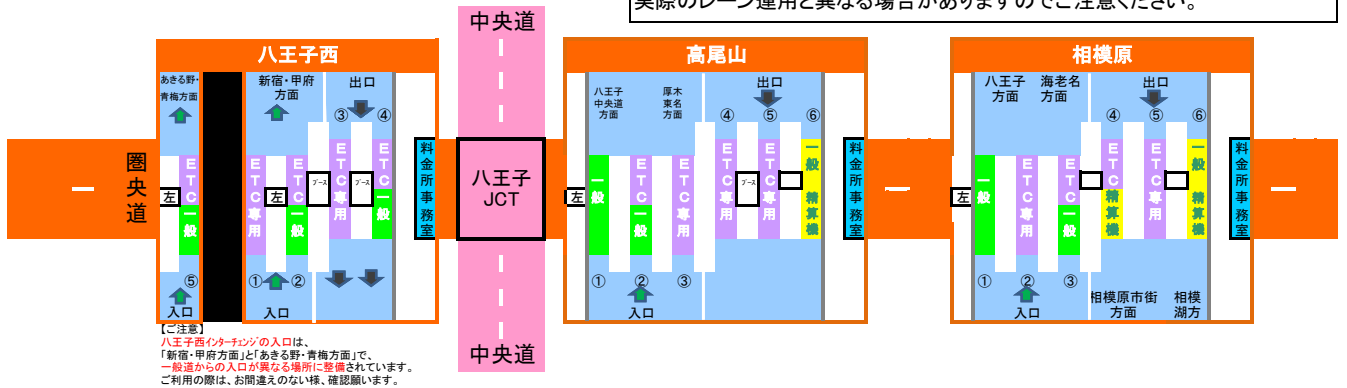 実際のレーン運用と異なる場合がありますのでご注意ください。
中央道
八王子西
あきる野・
青梅方面
新宿・甲府
方面
出口
③
④
ETC一般
ETC専用
ETC一般
ETC専用
ETC一般
左
左
ブース
ブース
⑤
①
②
入口
入口
料金所事務室
【ご注意】
八王子西インターチェンジの入口は、
「新宿・甲府方面」と「あきる野・青梅方面」で、
一般道からの入口が異なる場所に整備されています。
ご利用の際は、お間違えのない様、確認願います。
圏央道
八王子
JCT
中央道
高尾山
八王子
中央道
方面
厚木
東名
方面
出口
④
⑤
⑥
左
一般
ETC一般
ETC専用
ETC専用
ブース
ETC専用
一般精算機
①
②
③
入口
料金所事務室
相模原
八王子
方面
海老名
方面
出口
④
⑤
⑥
左
一般
ETC専用
ETC一般
ETC精算機
ETC専用
一般精算機
①
②
③
入口
相模原市街
方面
相模
湖方
料金所事務室